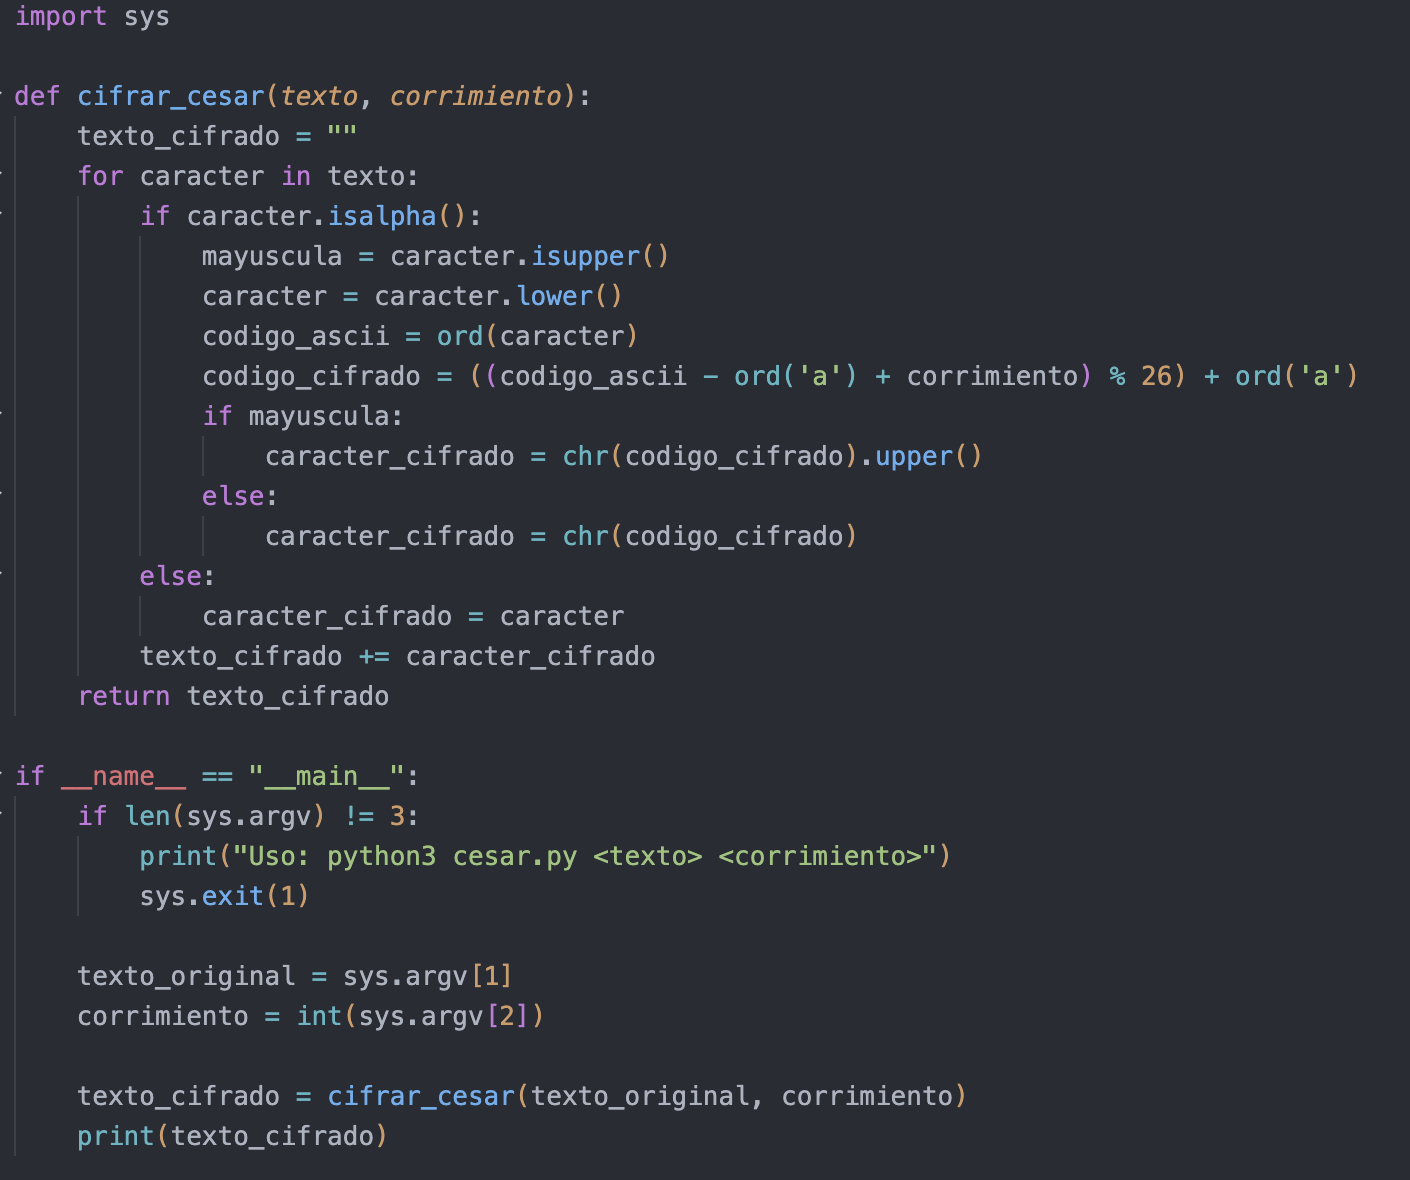 import sys

def cifrar_cesar(texto, corrimiento):
    texto_cifrado = ""
    for caracter in texto:
        if caracter.isalpha():
            mayuscula = caracter.isupper()
            caracter = caracter.lower()
            codigo_ascii = ord(caracter)
            codigo_cifrado = ((codigo_ascii - ord('a') + corrimiento) % 26) + ord('a')
            if mayuscula:
                caracter_cifrado = chr(codigo_cifrado).upper()
            else:
                caracter_cifrado = chr(codigo_cifrado)
        else:
            caracter_cifrado = caracter
        texto_cifrado += caracter_cifrado
    return texto_cifrado

if __name__ == "__main__":
    if len(sys.argv) != 3:
        print("Uso: python3 cesar.py <texto> <corrimiento>")
        sys.exit(1)

    texto_original = sys.argv[1]
    corrimiento = int(sys.argv[2])

    texto_cifrado = cifrar_cesar(texto_original, corrimiento)
    print(texto_cifrado)